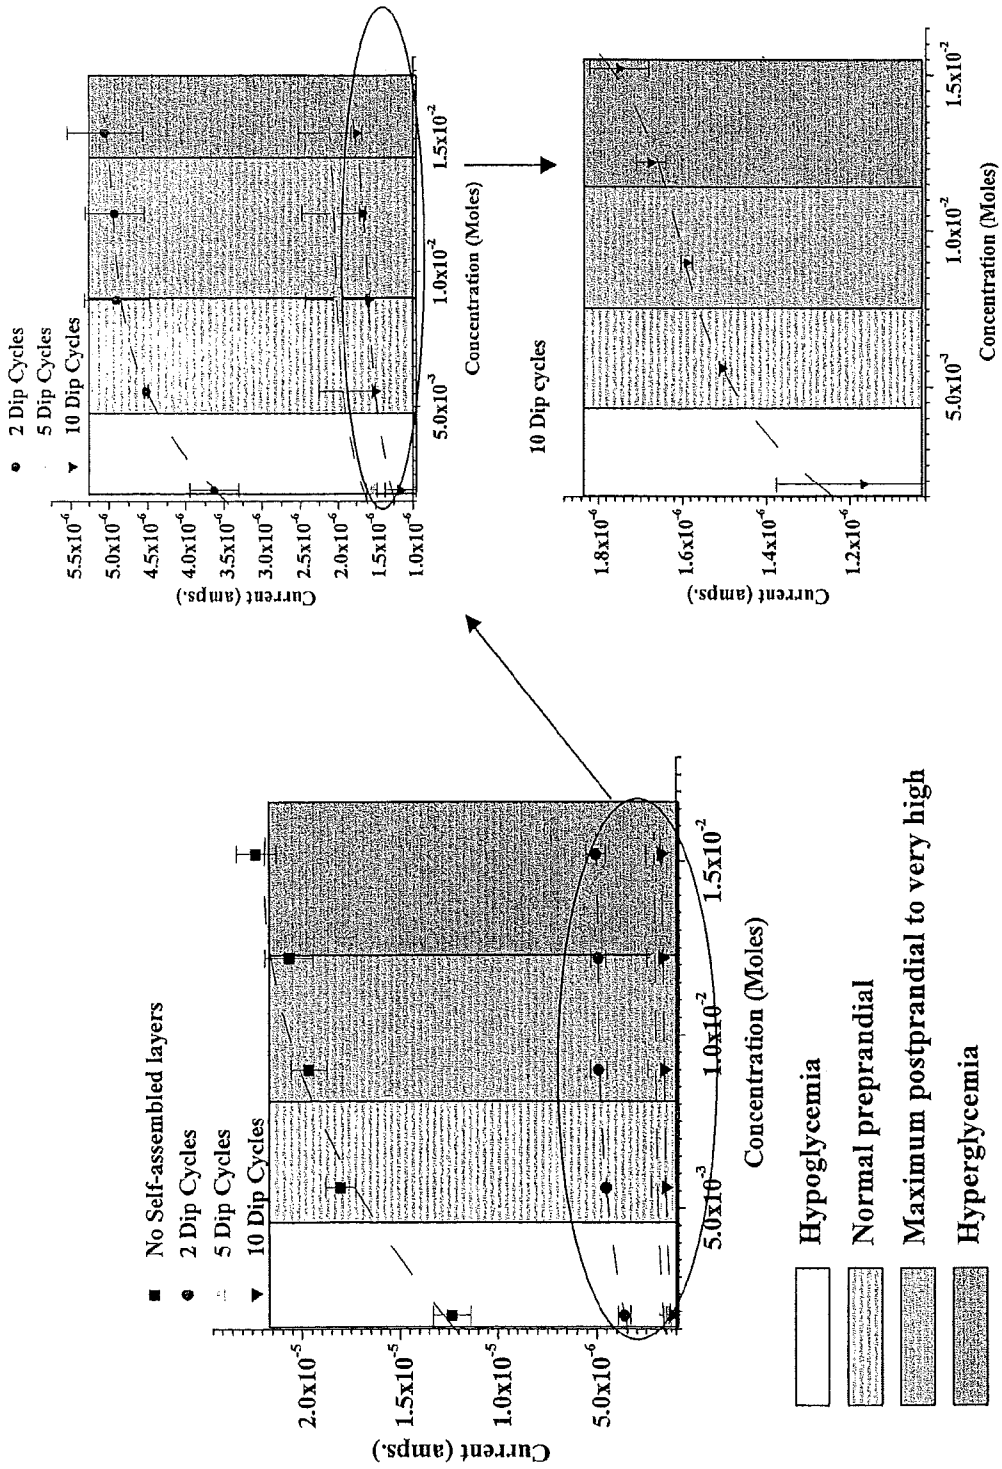 No Self-assembled layers
2 Dip Cycles
5 Dip Cycles
10 Dip Cycles
Current (amps.)
2.0x10⁻⁵
1.5x10⁻⁵
1.0x10⁻⁵
5.0x10⁻⁶
5.0x10⁻³
1.0x10⁻²
1.5x10⁻²
Concentration (Moles)
2 Dip Cycles
5 Dip Cycles
10 Dip Cycles
Current (amps.)
5.5x10⁻⁶
5.0x10⁻⁶
4.5x10⁻⁶
4.0x10⁻⁶
3.5x10⁻⁶
3.0x10⁻⁶
2.5x10⁻⁶
2.0x10⁻⁶
1.5x10⁻⁶
1.0x10⁻⁶
5.0x10⁻³
1.0x10⁻²
1.5x10⁻²
Concentration (Moles)
10 Dip cycles
Current (amps.)
1.8x10⁻⁶
1.6x10⁻⁶
1.4x10⁻⁶
1.2x10⁻⁶
5.0x10⁻³
1.0x10⁻²
1.5x10⁻²
Concentration (Moles)
Hypoglycemia
Normal preprandial
Maximum postprandial to very high
Hyperglycemia